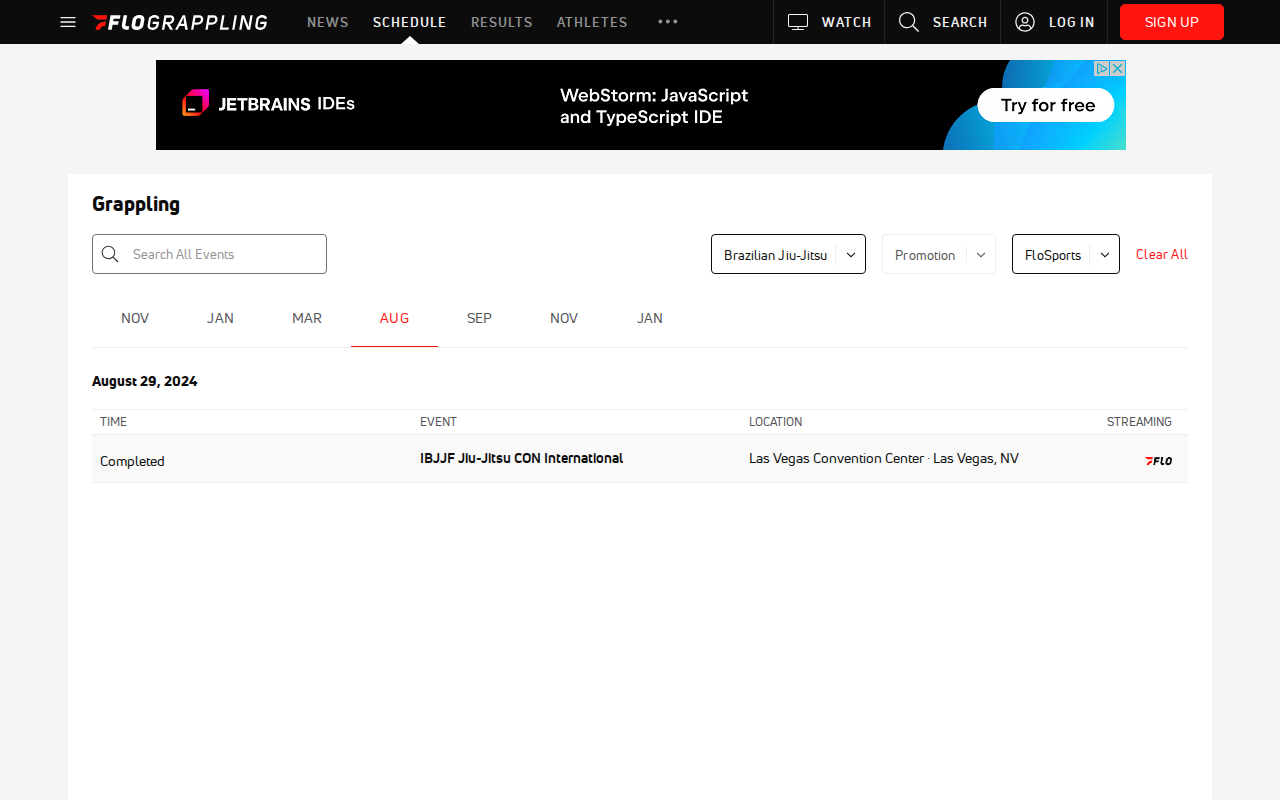 FLOGRAPPLING NEWS SCHEDULE RESULTS ATHLETES ••• WATCH SEARCH LOG IN SIGN UP
JETBRAINS IDEs
WebStorm: JavaScript
and TypeScript IDE
Try for free
Grappling
Search All Events Brazilian Jiu-Jitsu Promotion FloSports Clear All
NOV JAN MAR AUG SEP NOV JAN
August 29, 2024
TIME EVENT LOCATION STREAMING
Completed IBJJF Jiu-Jitsu CON International Las Vegas Convention Center · Las Vegas, NV FLO